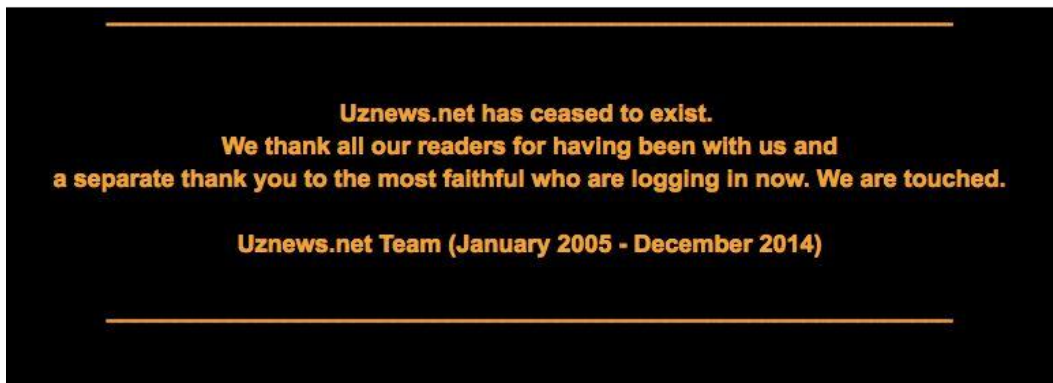 Uznews.net has ceased to exist.
We thank all our readers for having been with us and
a separate thank you to the most faithful who are logging in now. We are touched.
Uznews.net Team (January 2005 - December 2014)